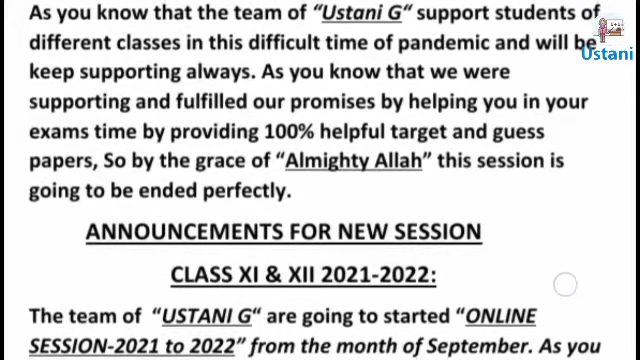 As you know that the team of “Ustani G“ support students of
different classes in this difficult time of pandemic and will be
keep supporting always. As you know that we were
supporting and fulfilled our promises by helping you in your
exams time by providing 100% helpful target and guess
papers, So by the grace of “Almighty Allah” this session is
going to be ended perfectly.
ANNOUNCEMENTS FOR NEW SESSION
CLASS XI & XII 2021-2022:
The team of “USTANI G“ are going to started “ONLINE
SESSION-2021 to 2022” from the month of September. As you
Ustani